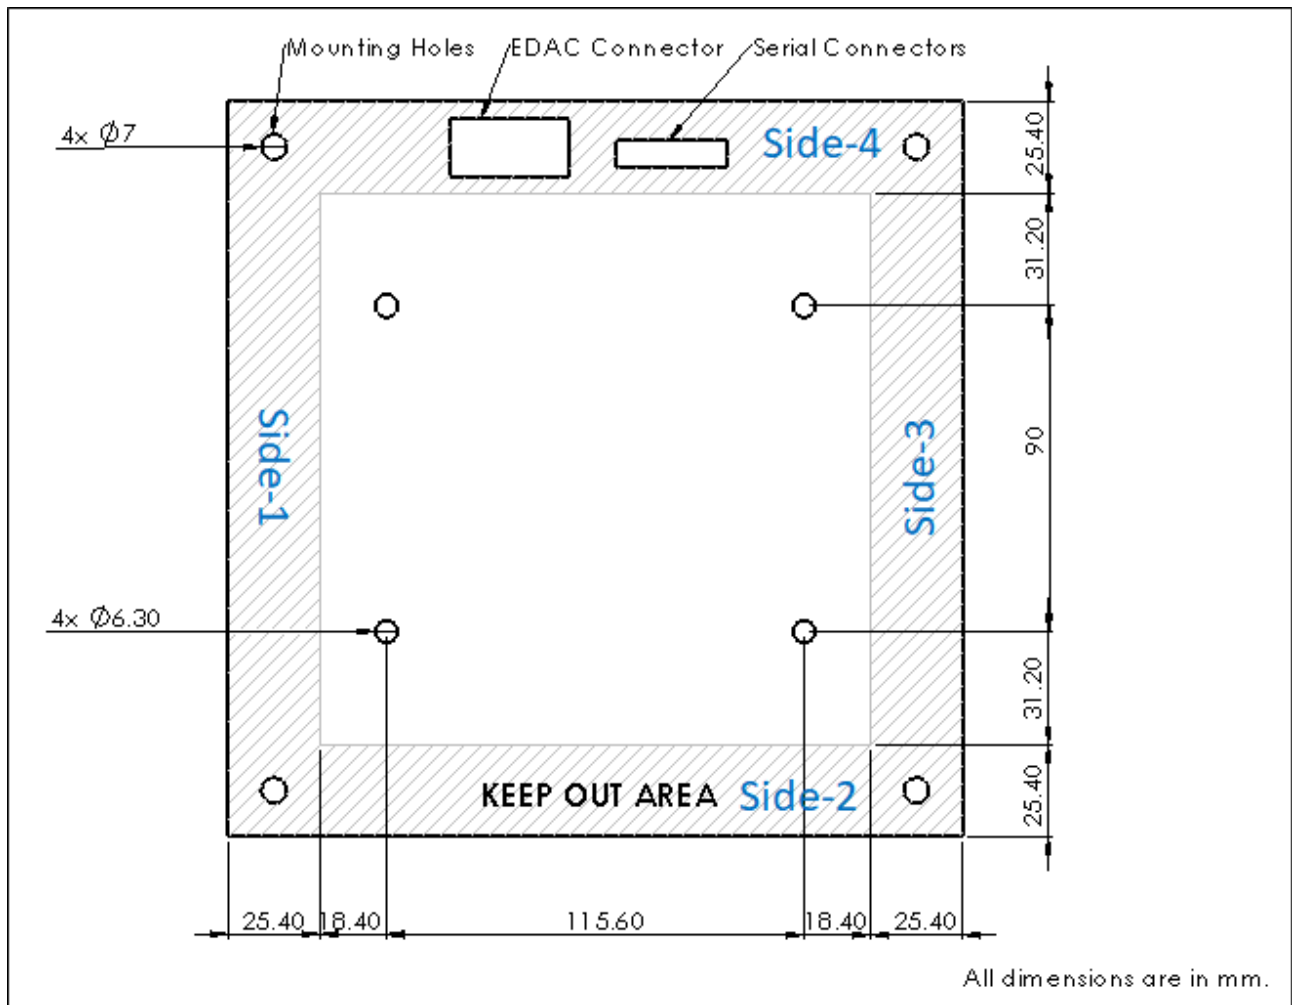 Mounting Holes
EDAC Connector
Serial Connectors
4x Ø7
Side-4
25.40
31.20
Side-1
Side-3
90
4x Ø6.30
31.20
KEEP OUT AREA
Side-2
25.40
25.40
18.40
115.60
18.40
25.40
All dimensions are in mm.